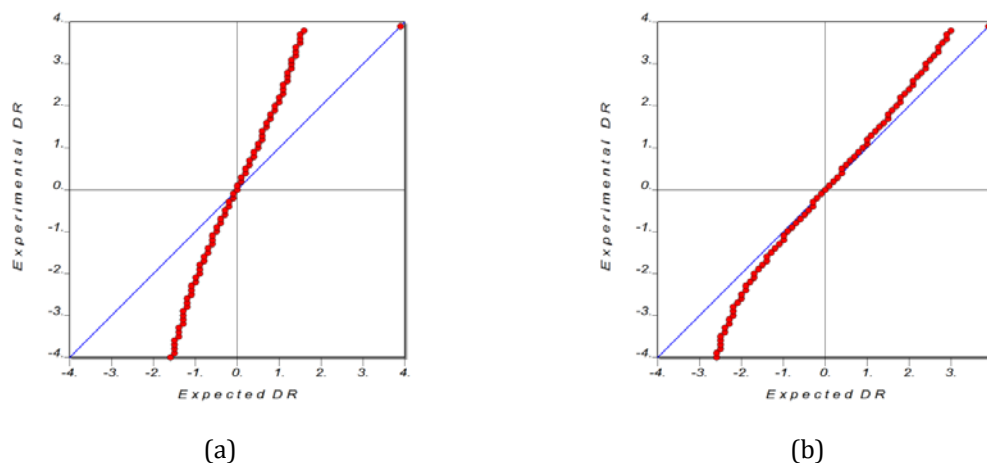 4.
3.
2.
1.
0.
-1.
-2.
-3.
-4.
Experimental DR
-4. -3. -2. -1. 0. 1. 2. 3. 4.
Expected DR
(a)
4.
3.
2.
1.
0.
-1.
-2.
-3.
-4.
Experimental DR
-4. -3. -2. -1. 0. 1. 2. 3.
Expected DR
(b)